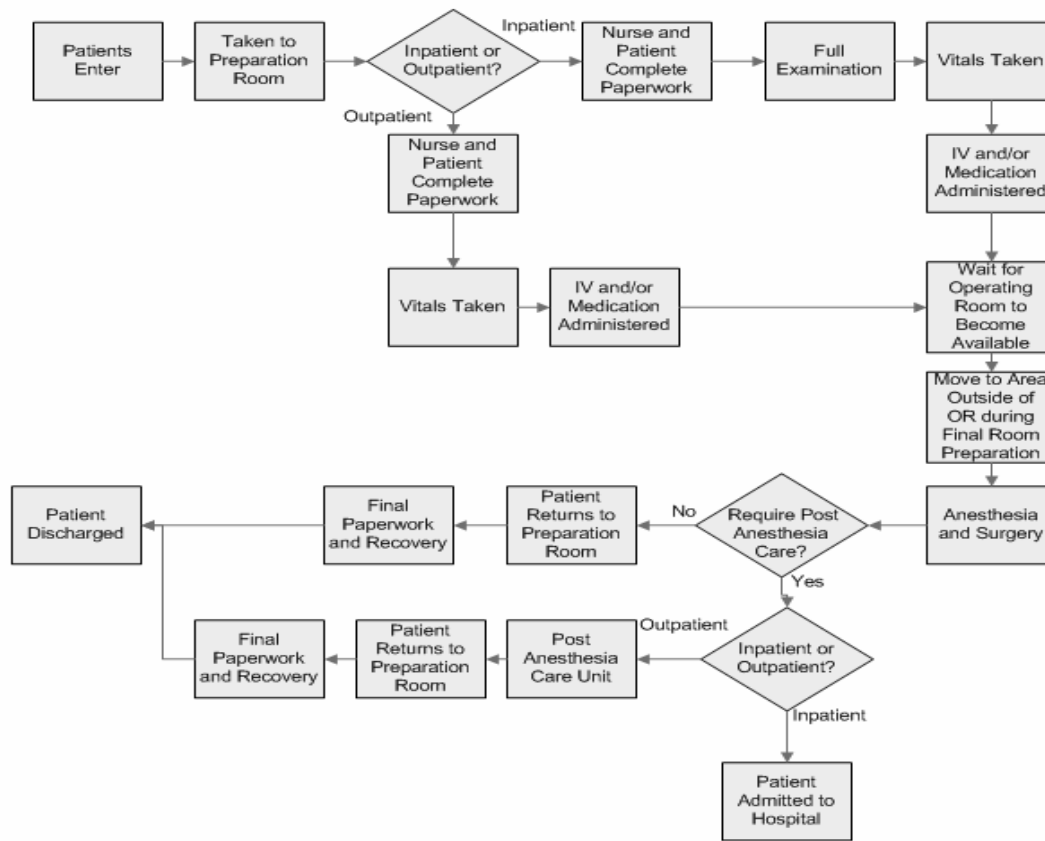 Patients
Enter
Taken to
Preparation
Room
Inpatient or
Outpatient?
Inpatient
Nurse and
Patient
Complete
Paperwork
Full
Examination
Vitals Taken
Outpatient
Nurse and
Patient
Complete
Paperwork
IV and/or
Medication
Administered
Vitals Taken
IV and/or
Medication
Administered
Wait for
Operating
Room to
Become
Available
Move to Area
Outside of
OR during
Final Room
Preparation
Patient
Discharged
Final
Paperwork
and Recovery
Patient
Returns to
Preparation
Room
No
Require Post
Anesthesia
Care?
Anesthesia
and Surgery
Yes
Final
Paperwork
and Recovery
Patient
Returns to
Preparation
Room
Post
Anesthesia
Care Unit
Outpatient
Inpatient or
Outpatient?
Inpatient
Patient
Admitted to
Hospital